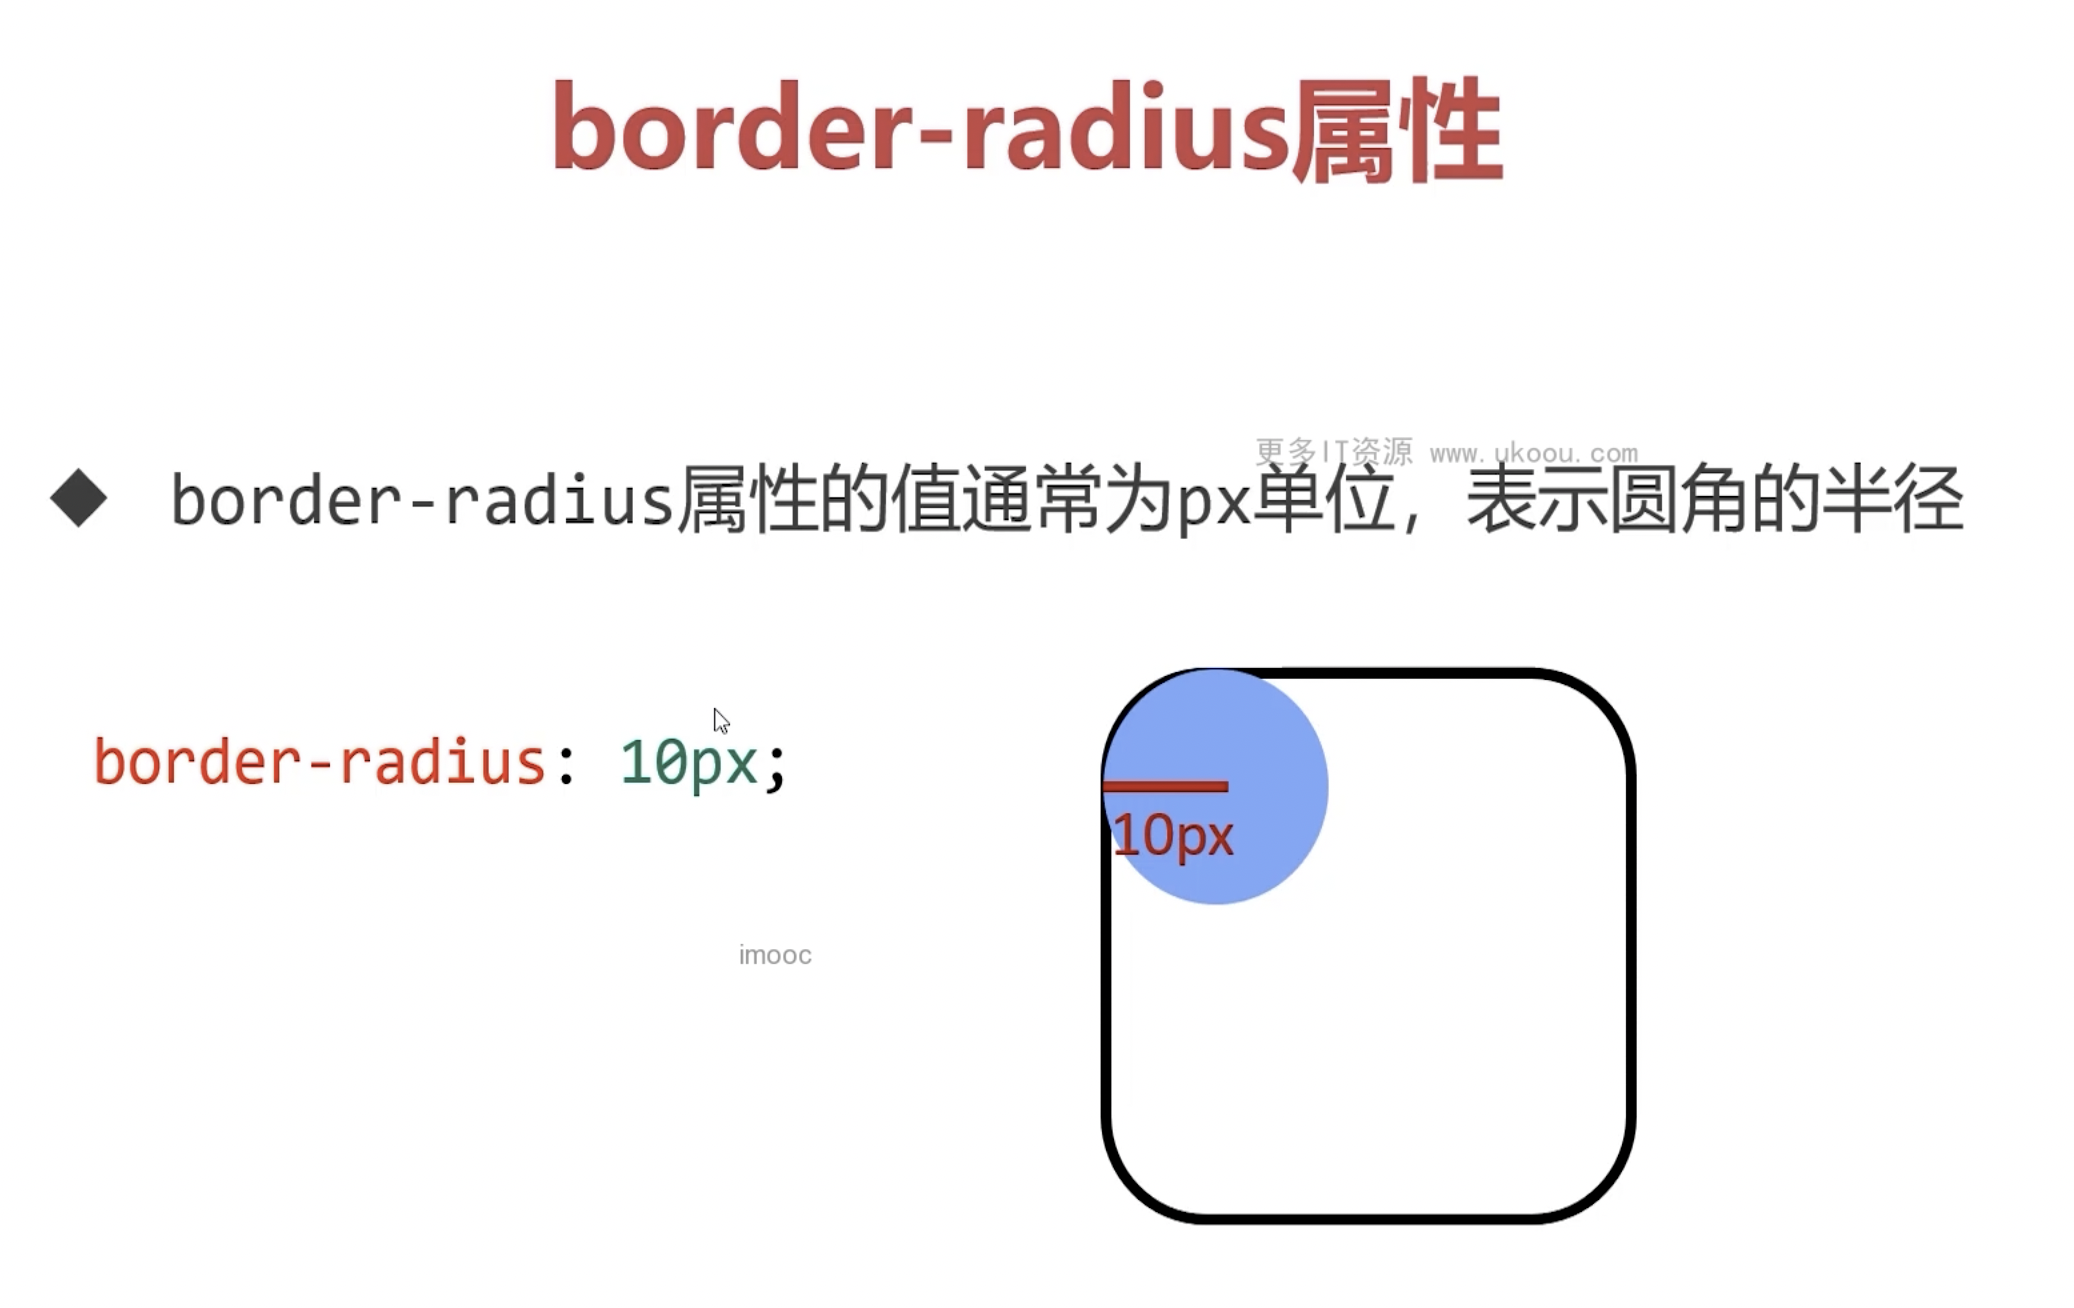 border-radius属性
更多IT资源 www.ukoou.com
◆ border-radius属性的值通常为px单位，表示圆角的半径
border-radius: 10px;
10px
imooc